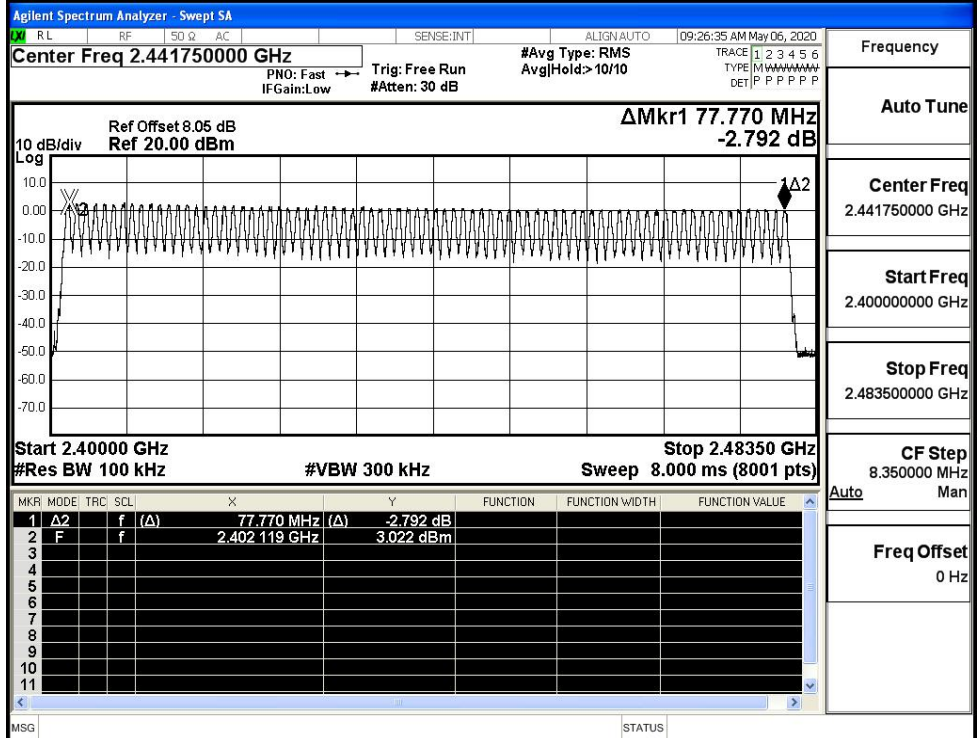 Agilent Spectrum Analyzer - Swept SA
LXI RL RF 50 Ω AC SENSE:INT ALIGN AUTO 09:26:35 AM May 06, 2020
Center Freq 2.441750000 GHz
PNO: Fast
IFGain:Low
Trig: Free Run
#Atten: 30 dB
#Avg Type: RMS
Avg|Hold:>10/10
TRACE 1 2 3 4 5 6
TYPE M W W W W W
DET P P P P P P
ΔMkr1 77.770 MHz
-2.792 dB
Ref Offset 8.05 dB
10 dB/div Ref 20.00 dBm
Log
10.0
0.00
-10.0
-20.0
-30.0
-40.0
-50.0
-60.0
-70.0
1Δ2
2
Start 2.40000 GHz Stop 2.48350 GHz
#Res BW 100 kHz #VBW 300 kHz Sweep 8.000 ms (8001 pts)
MKR MODE TRC SCL X Y FUNCTION FUNCTION WIDTH FUNCTION VALUE
1 Δ2 f (Δ) 77.770 MHz (Δ) -2.792 dB
2 F f 2.402 119 GHz 3.022 dBm
3
4
5
6
7
8
9
10
11
MSG STATUS
Frequency
Auto Tune
Center Freq
2.441750000 GHz
Start Freq
2.400000000 GHz
Stop Freq
2.483500000 GHz
CF Step
8.350000 MHz
Auto Man
Freq Offset
0 Hz